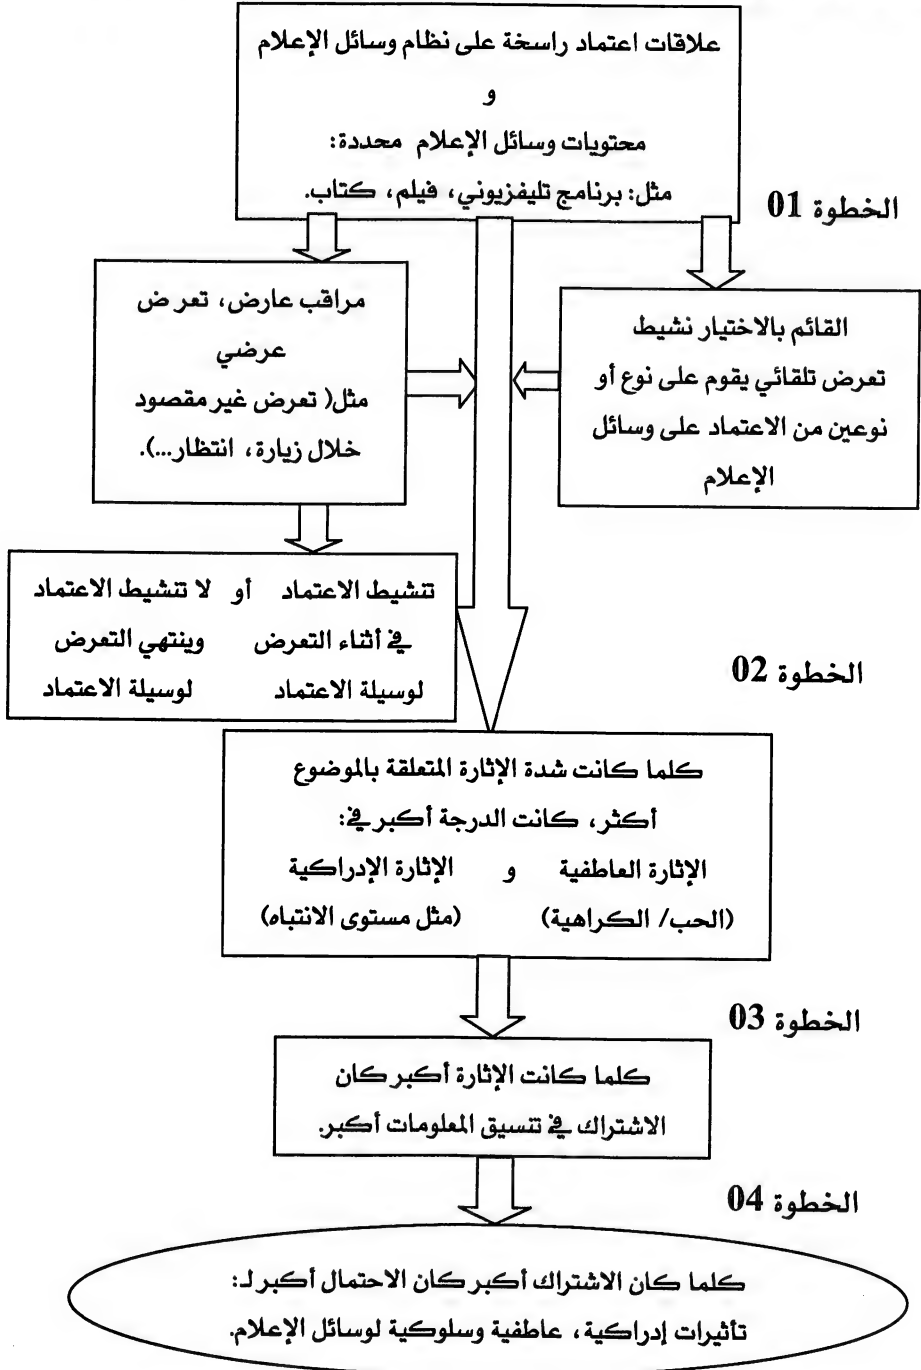 علاقات اعتماد راسخة على نظام وسائل الإعلام
و
محتويات وسائل الإعلام محددة:
مثل: برنامج تليفزيوني، فيلم، كتاب.
الخطوة 01
القائم بالاختيار نشيط
تعرض تلقائي يقوم على نوع أو
نوعين من الاعتماد على وسائل
الإعلام
مراقب عارض، تعرض
عرضي
مثل( تعرض غير مقصود
خلال زيارة، انتظار...).
تنشيط الاعتماد أو لا تنشيط الاعتماد
في أثناء التعرض وينتهي التعرض
لوسيلة الاعتماد لوسيلة الاعتماد
الخطوة 02
كلما كانت شدة الإثارة المتعلقة بالموضوع
أكثر، كانت الدرجة أكبر في:
الإثارة العاطفية و الإثارة الإدراكية
(الحب/ الكراهية) (مثل مستوى الانتباه)
الخطوة 03
كلما كانت الإثارة أكبر كان
الاشتراك في تنسيق المعلومات أكبر.
الخطوة 04
كلما كان الاشتراك أكبر كان الاحتمال أكبر لـ:
تأثيرات إدراكية، عاطفية وسلوكية لوسائل الإعلام.